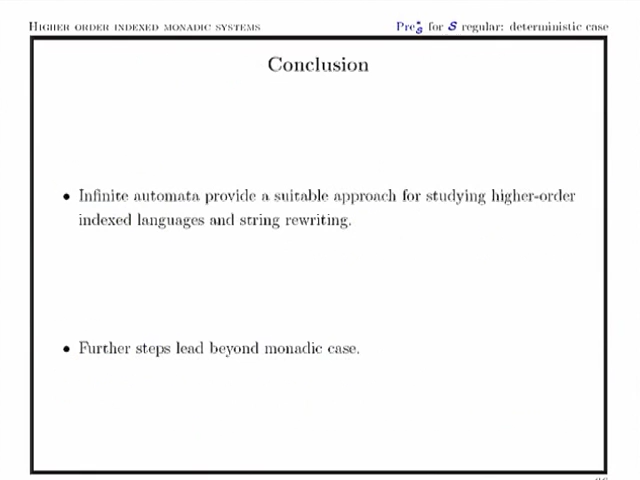 Higher order indexed monadic systems
Pre*S for S regular: deterministic case
Conclusion
• Infinite automata provide a suitable approach for studying higher-order
indexed languages and string rewriting.
• Further steps lead beyond monadic case.